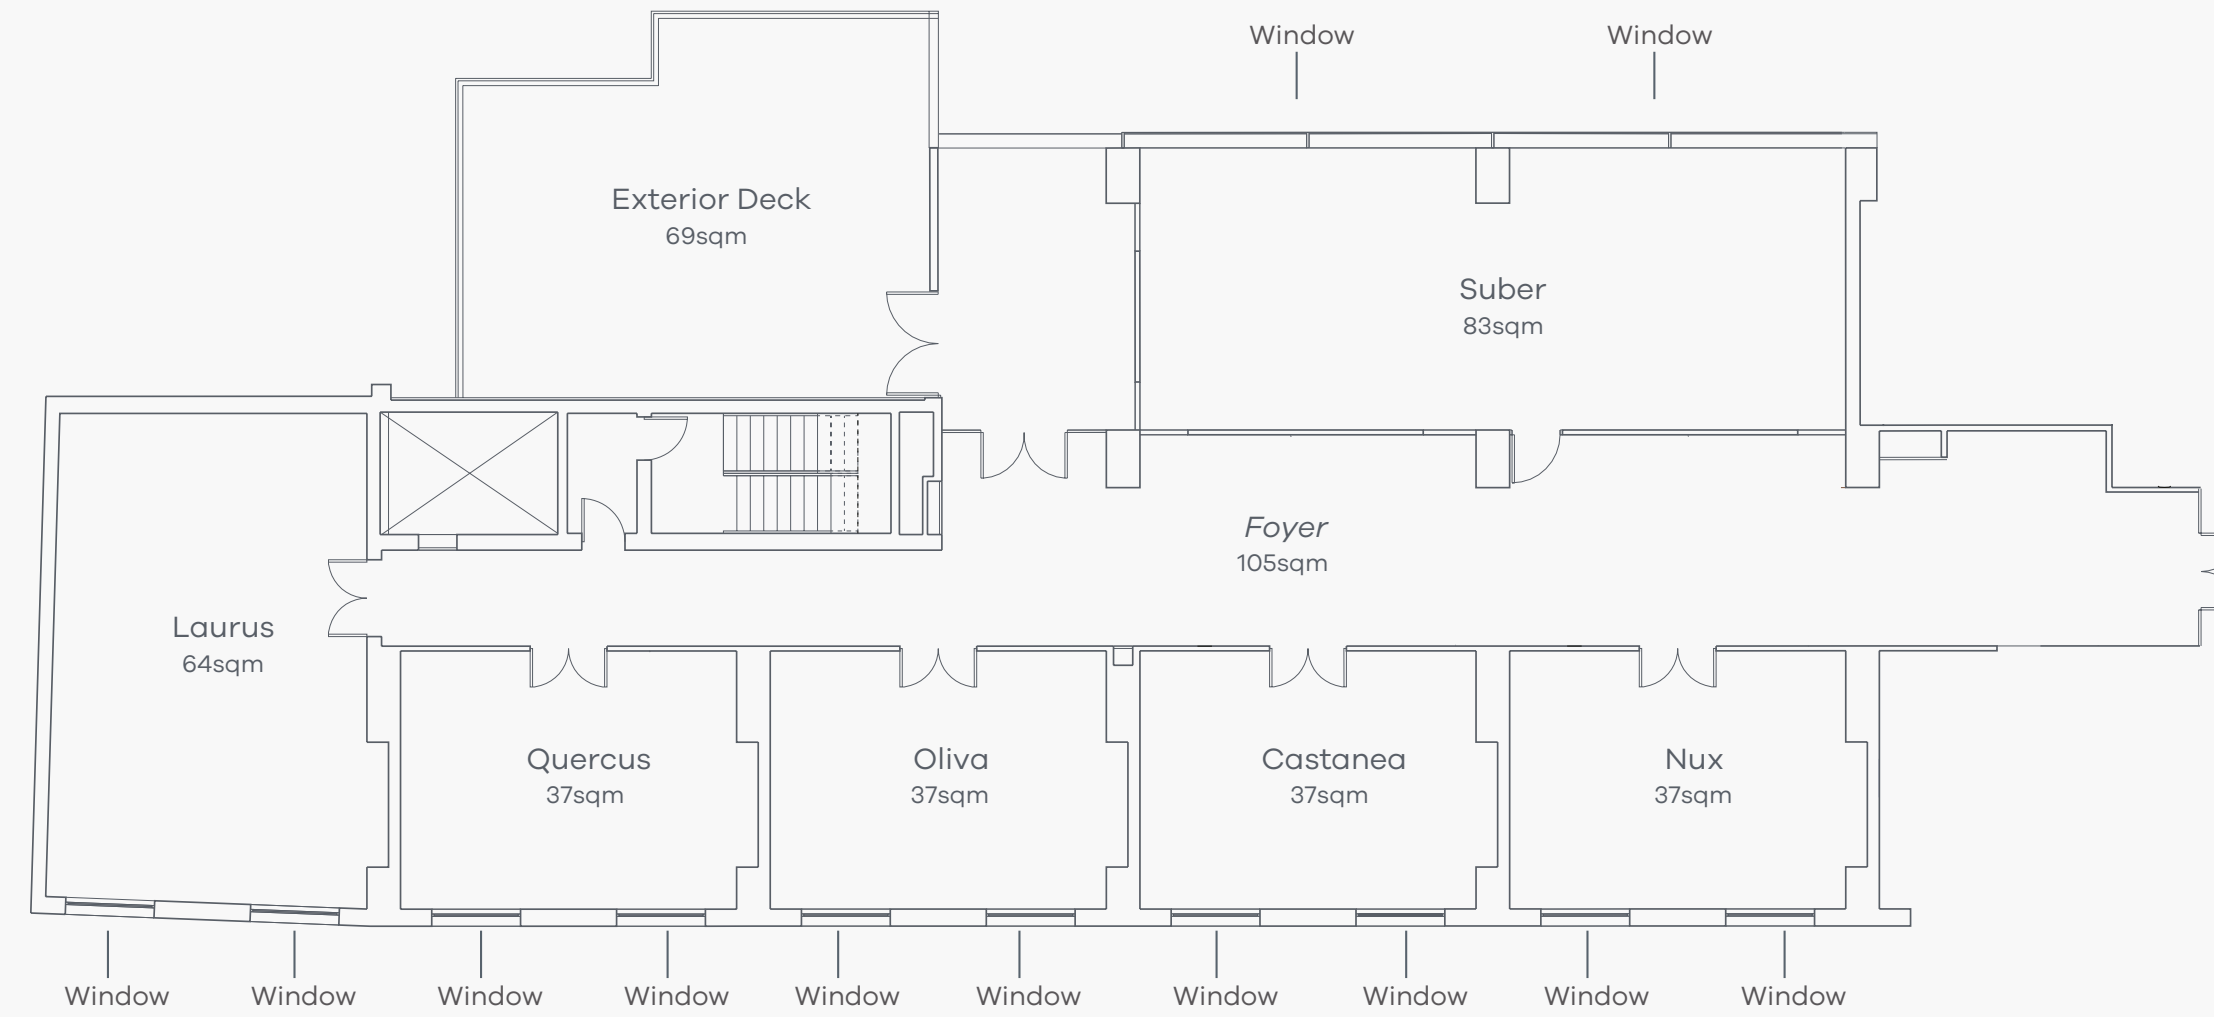 Window
Window
Exterior Deck
69sqm
Suber
83sqm
Foyer
105sqm
Laurus
64sqm
Quercus
37sqm
Oliva
37sqm
Castanea
37sqm
Nux
37sqm
Window
Window
Window
Window
Window
Window
Window
Window
Window
Window